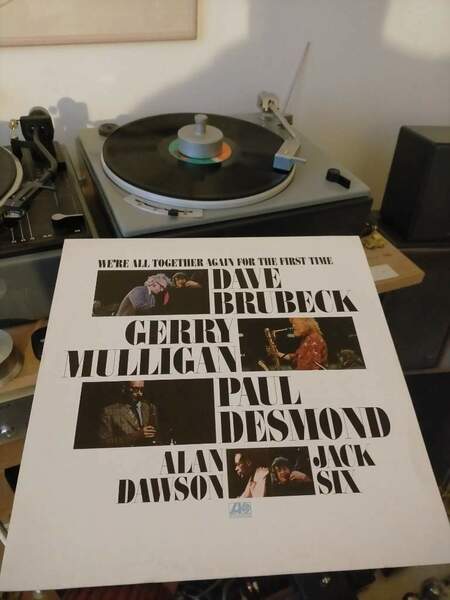 WE'RE ALL TOGETHER AGAIN FOR THE FIRST TIME
DAVE
BRUBECK
GERRY
MULLIGAN
PAUL
DESMOND
ALAN
DAWSON
JACK
SIX